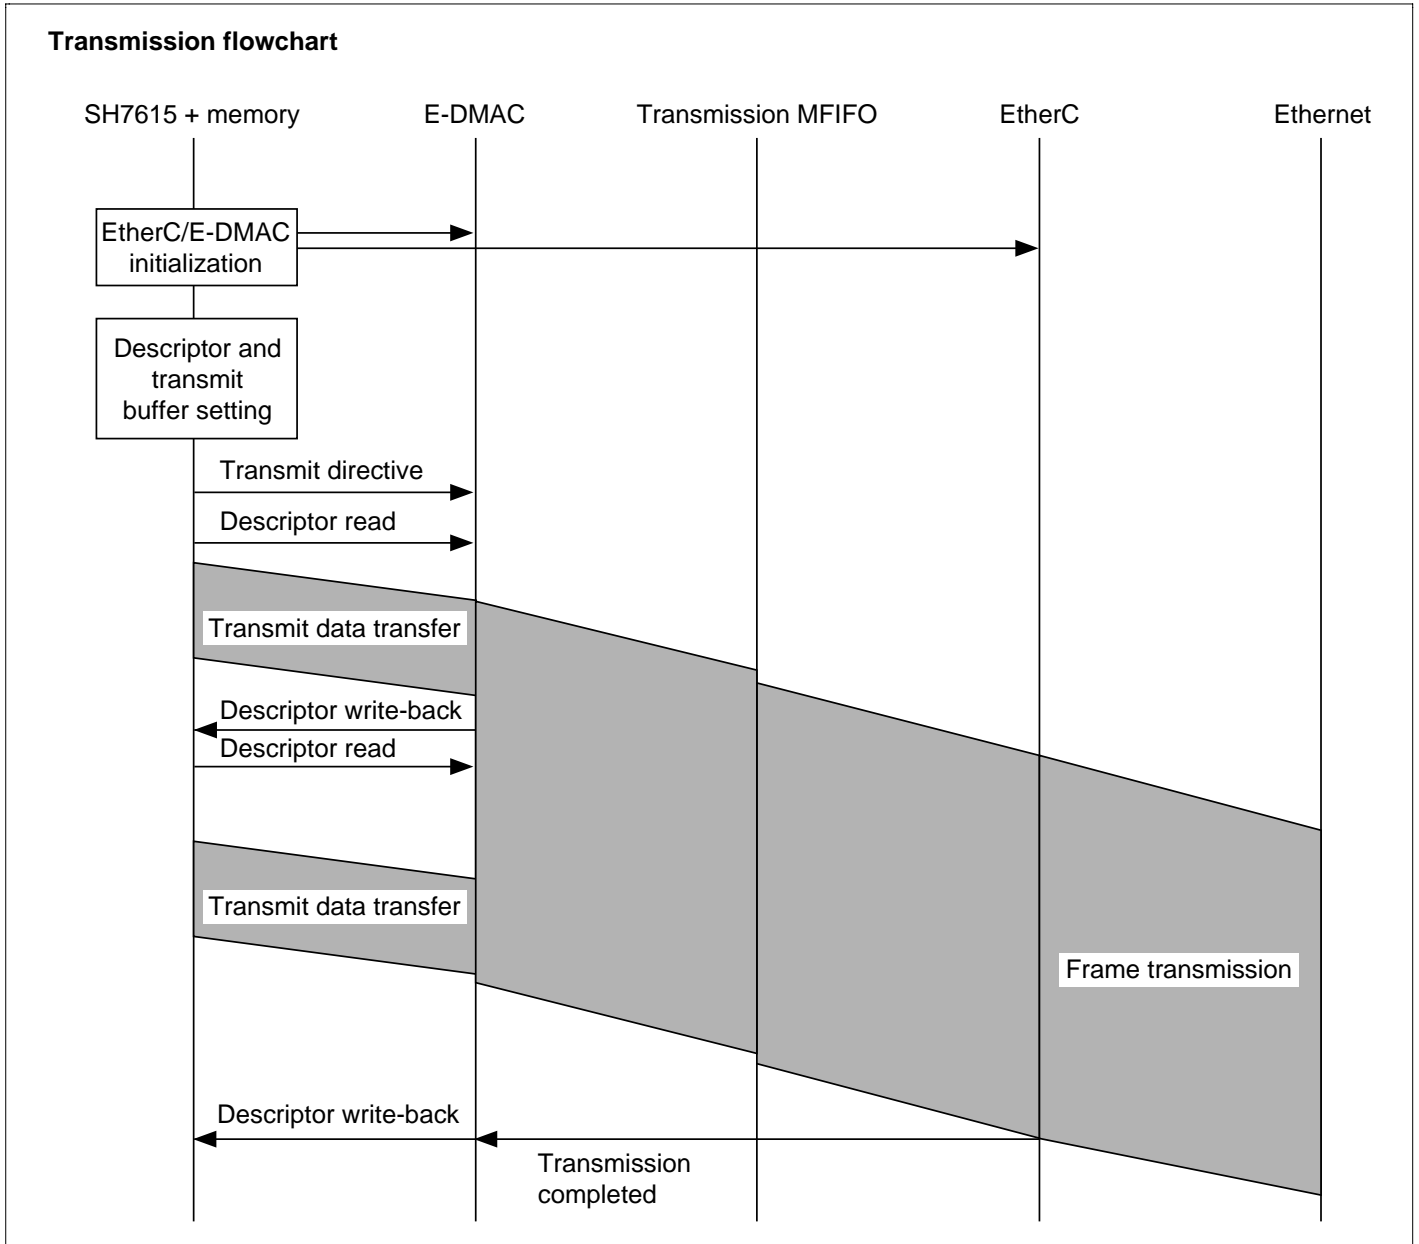 Transmission flowchart
SH7615 + memory
E-DMAC
Transmission MFIFO
EtherC
Ethernet
EtherC/E-DMAC
initialization
Descriptor and
transmit
buffer setting
Transmit directive
Descriptor read
Transmit data transfer
Descriptor write-back
Descriptor read
Transmit data transfer
Frame transmission
Descriptor write-back
Transmission
completed